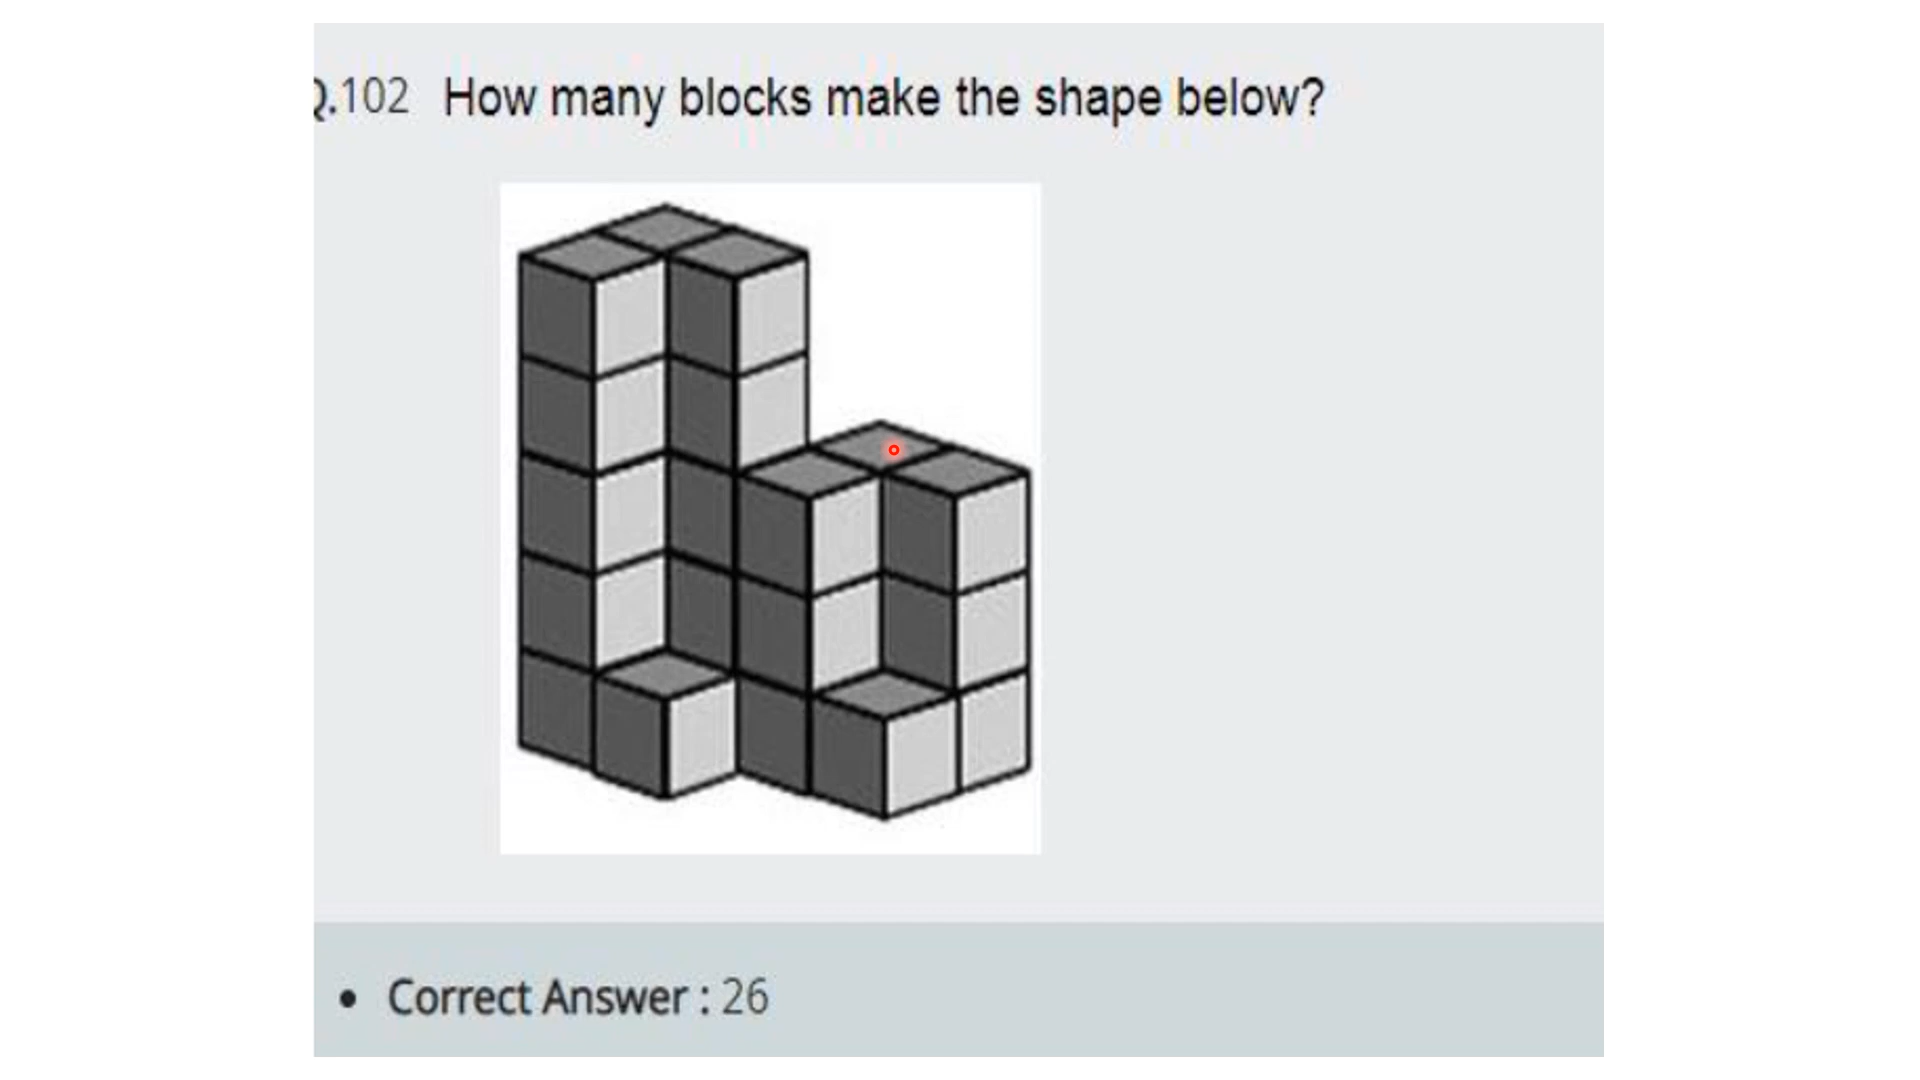 Q.102 How many blocks make the shape below?
• Correct Answer : 26